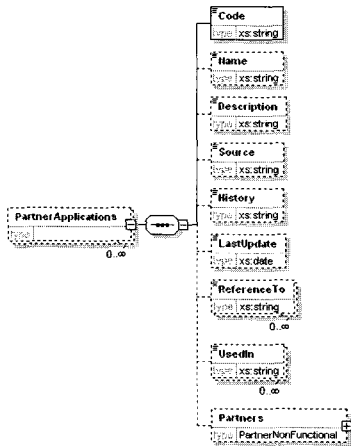 Code
type xs:string
Name
type xs:string
Description
type xs:string
Source
type xs:string
History
type xs:string
PartnerApplications
type
0..∞
LastUpdate
type xs:date
ReferenceTo
type xs:string
0..∞
UsedIn
type xs:string
0..∞
Partners
type PartnerNonFunctional